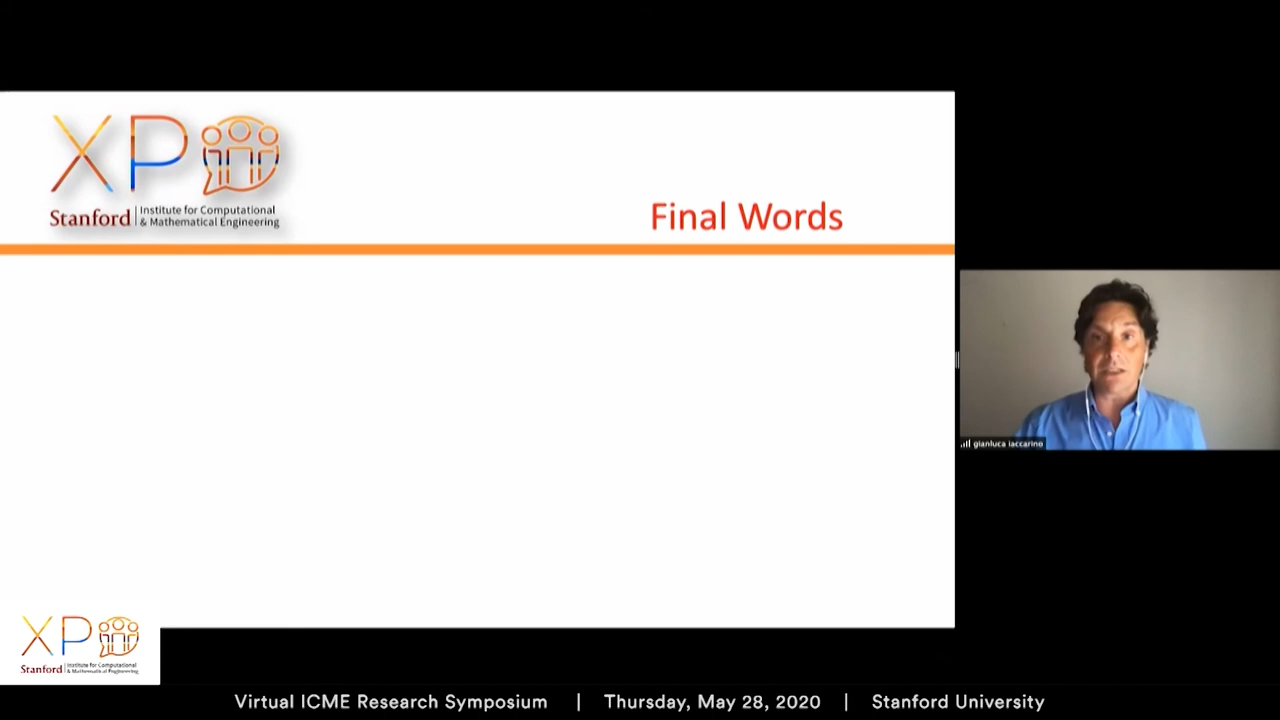 XP
Stanford | Institute for Computational
& Mathematical Engineering
Final Words
gianluca iaccarino
XP
Stanford | Institute for Computational
& Mathematical Engineering
Virtual ICME Research Symposium | Thursday, May 28, 2020 | Stanford University